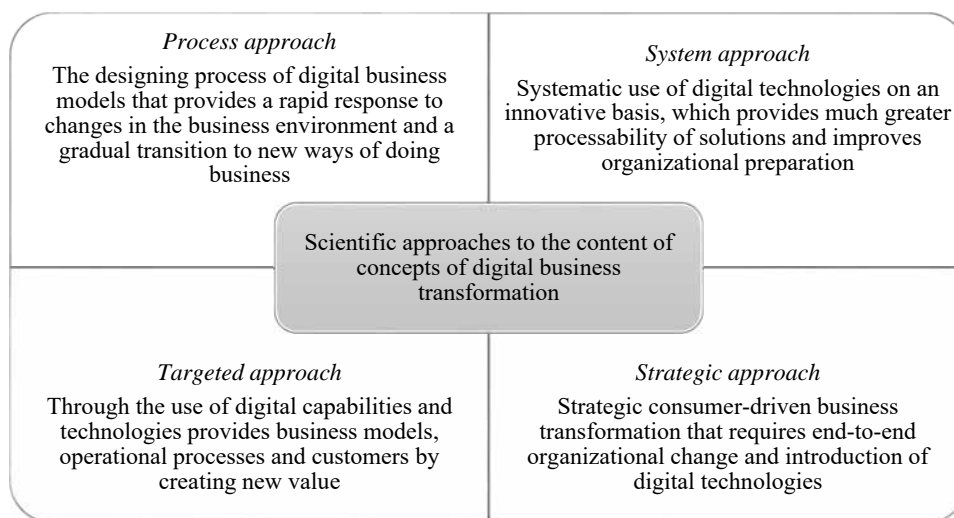 Process approach
The designing process of digital business
models that provides a rapid response to
changes in the business environment and a
gradual transition to new ways of doing
business
System approach
Systematic use of digital technologies on an
innovative basis, which provides much greater
processability of solutions and improves
organizational preparation
Scientific approaches to the content of
concepts of digital business
transformation
Targeted approach
Through the use of digital capabilities and
technologies provides business models,
operational processes and customers by
creating new value
Strategic approach
Strategic consumer-driven business
transformation that requires end-to-end
organizational change and introduction of
digital technologies